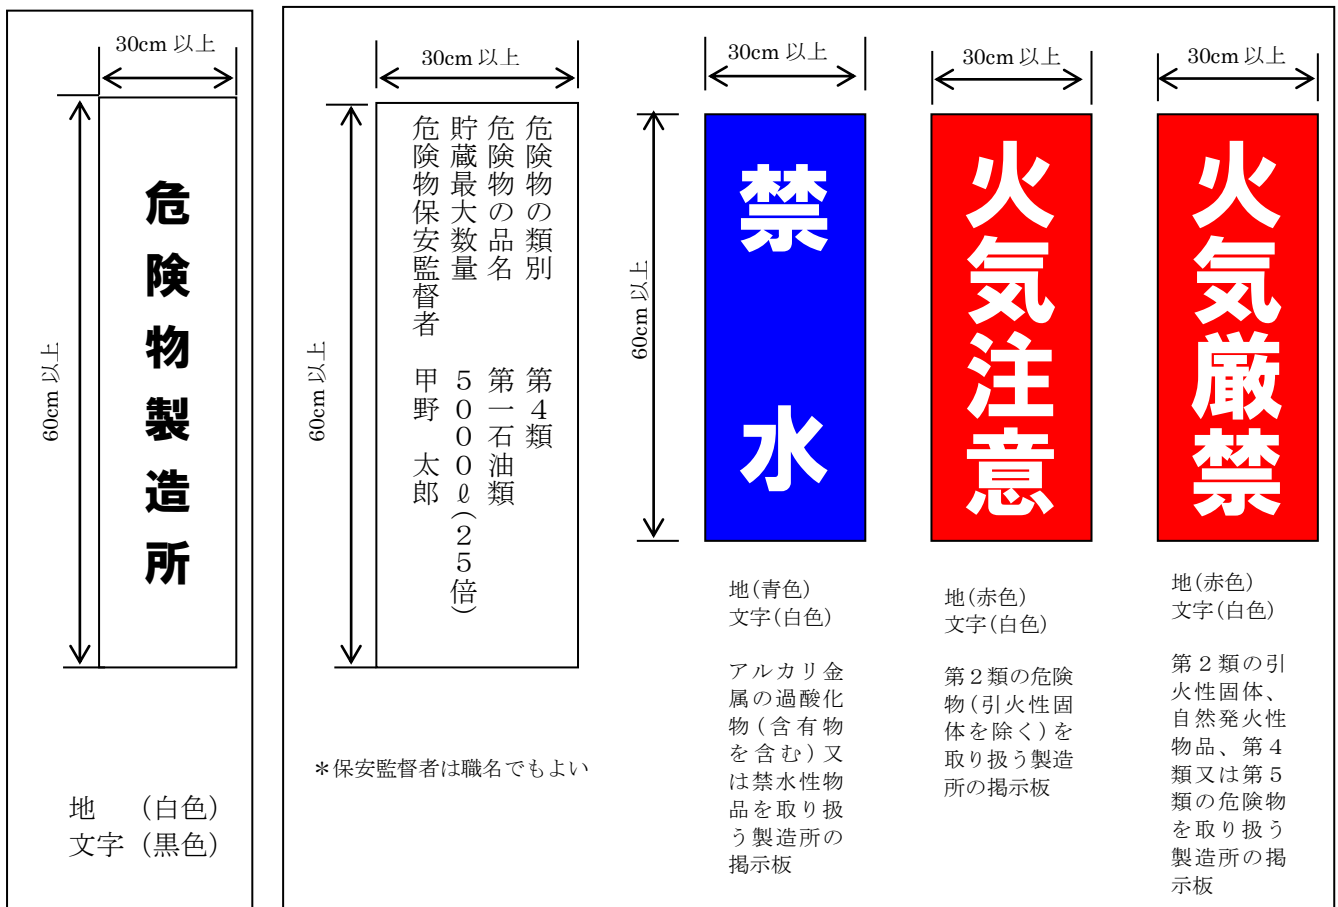 30cm 以上
60cm 以上
危険物製造所
地　（白色）
文字（黒色）
30cm 以上
60cm 以上
危険物の類別　第４類
危険物の品名　第一石油類
貯蔵最大数量　５０００ℓ（２５倍）
危険物保安監督者　甲野　太郎
＊保安監督者は職名でもよい
30cm 以上
60cm 以上
禁水
地(青色)
文字(白色)
アルカリ金
属の過酸化
物(含有物
を含む)又
は禁水性物
品を取り扱
う製造所の
掲示板
30cm 以上
火気注意
地(赤色)
文字(白色)
第２類の危険
物(引火性固
体を除く)を
取り扱う製造
所の掲示板
30cm 以上
火気厳禁
地(赤色)
文字(白色)
第２類の引
火性固体、
自然発火性
物品、第４
類又は第５
類の危険物
を取り扱う
製造所の掲
示板